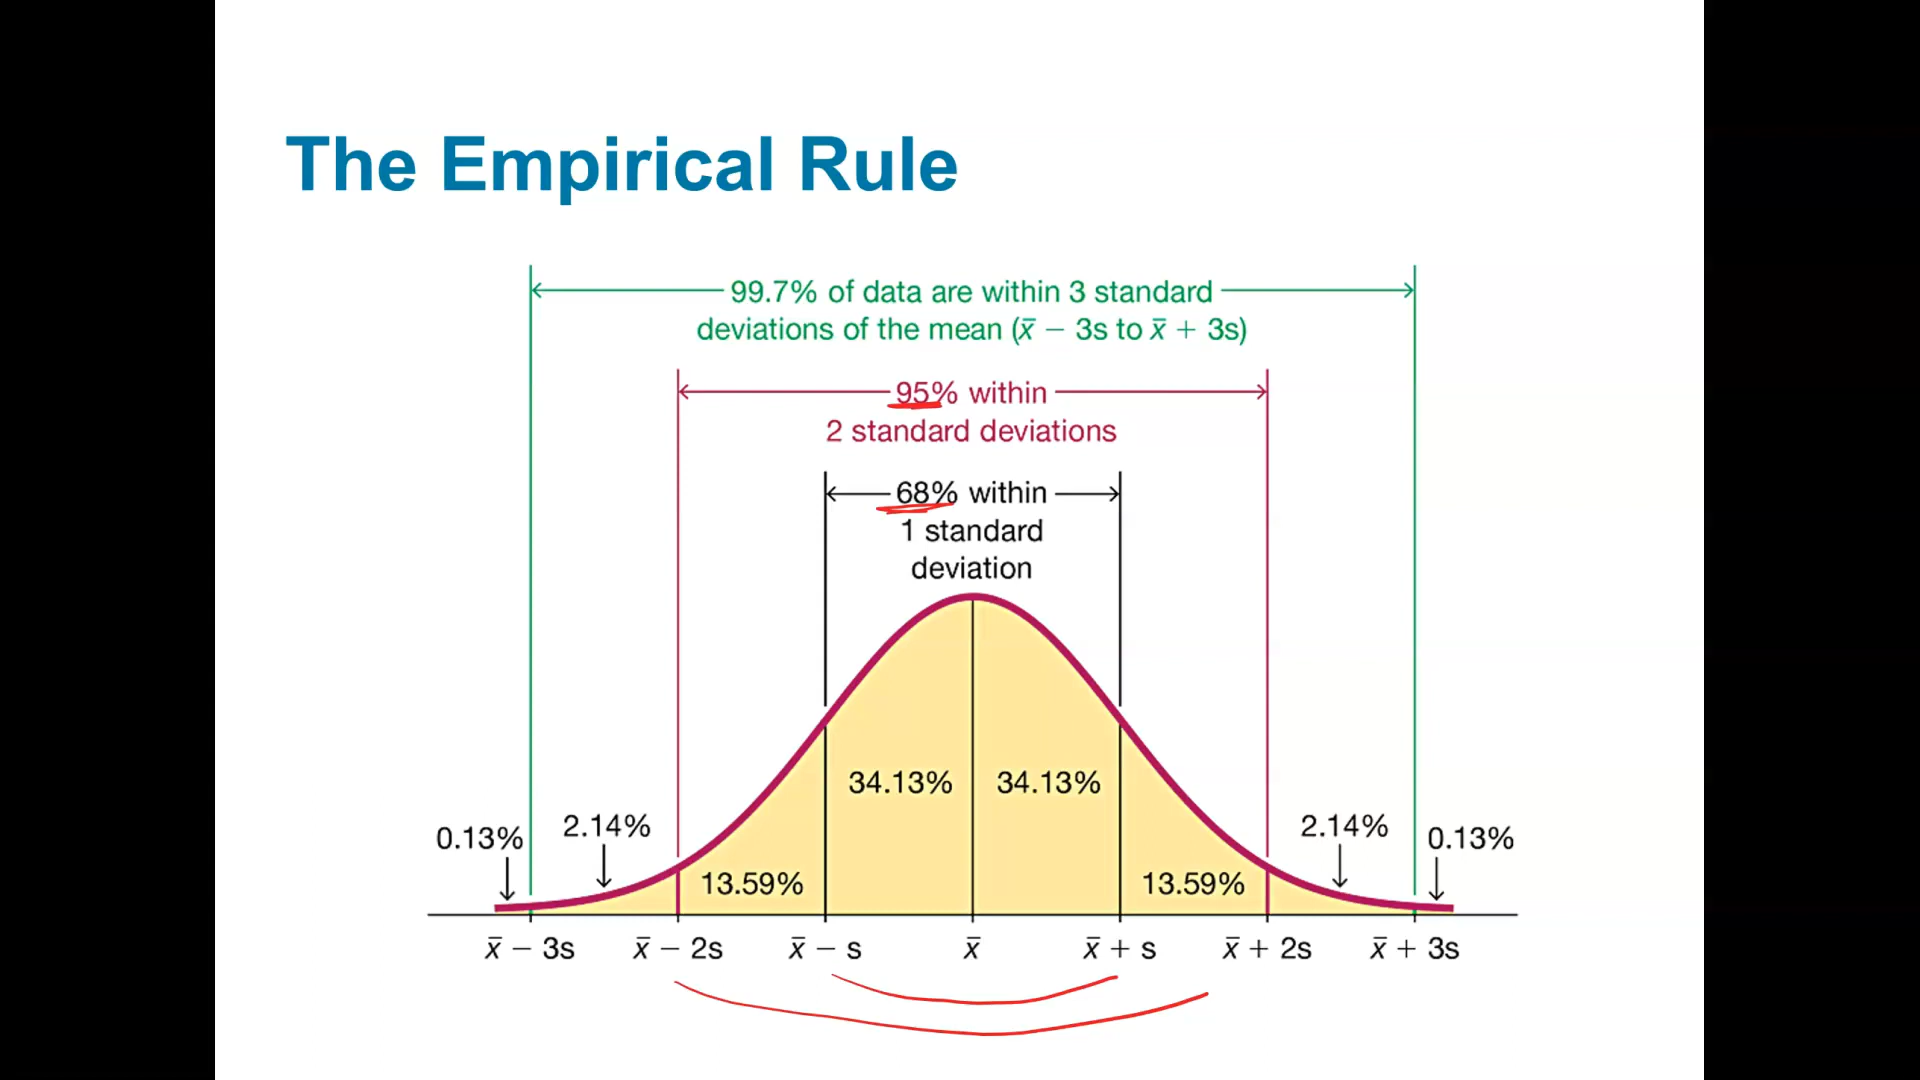 The Empirical Rule
99.7% of data are within 3 standard
deviations of the mean (x̅ − 3s to x̅ + 3s)
95% within
2 standard deviations
68% within
1 standard
deviation
34.13% 34.13%
0.13% 2.14% 2.14% 0.13%
13.59% 13.59%
x̅ − 3s x̅ − 2s x̅ − s x̅ x̅ + s x̅ + 2s x̅ + 3s